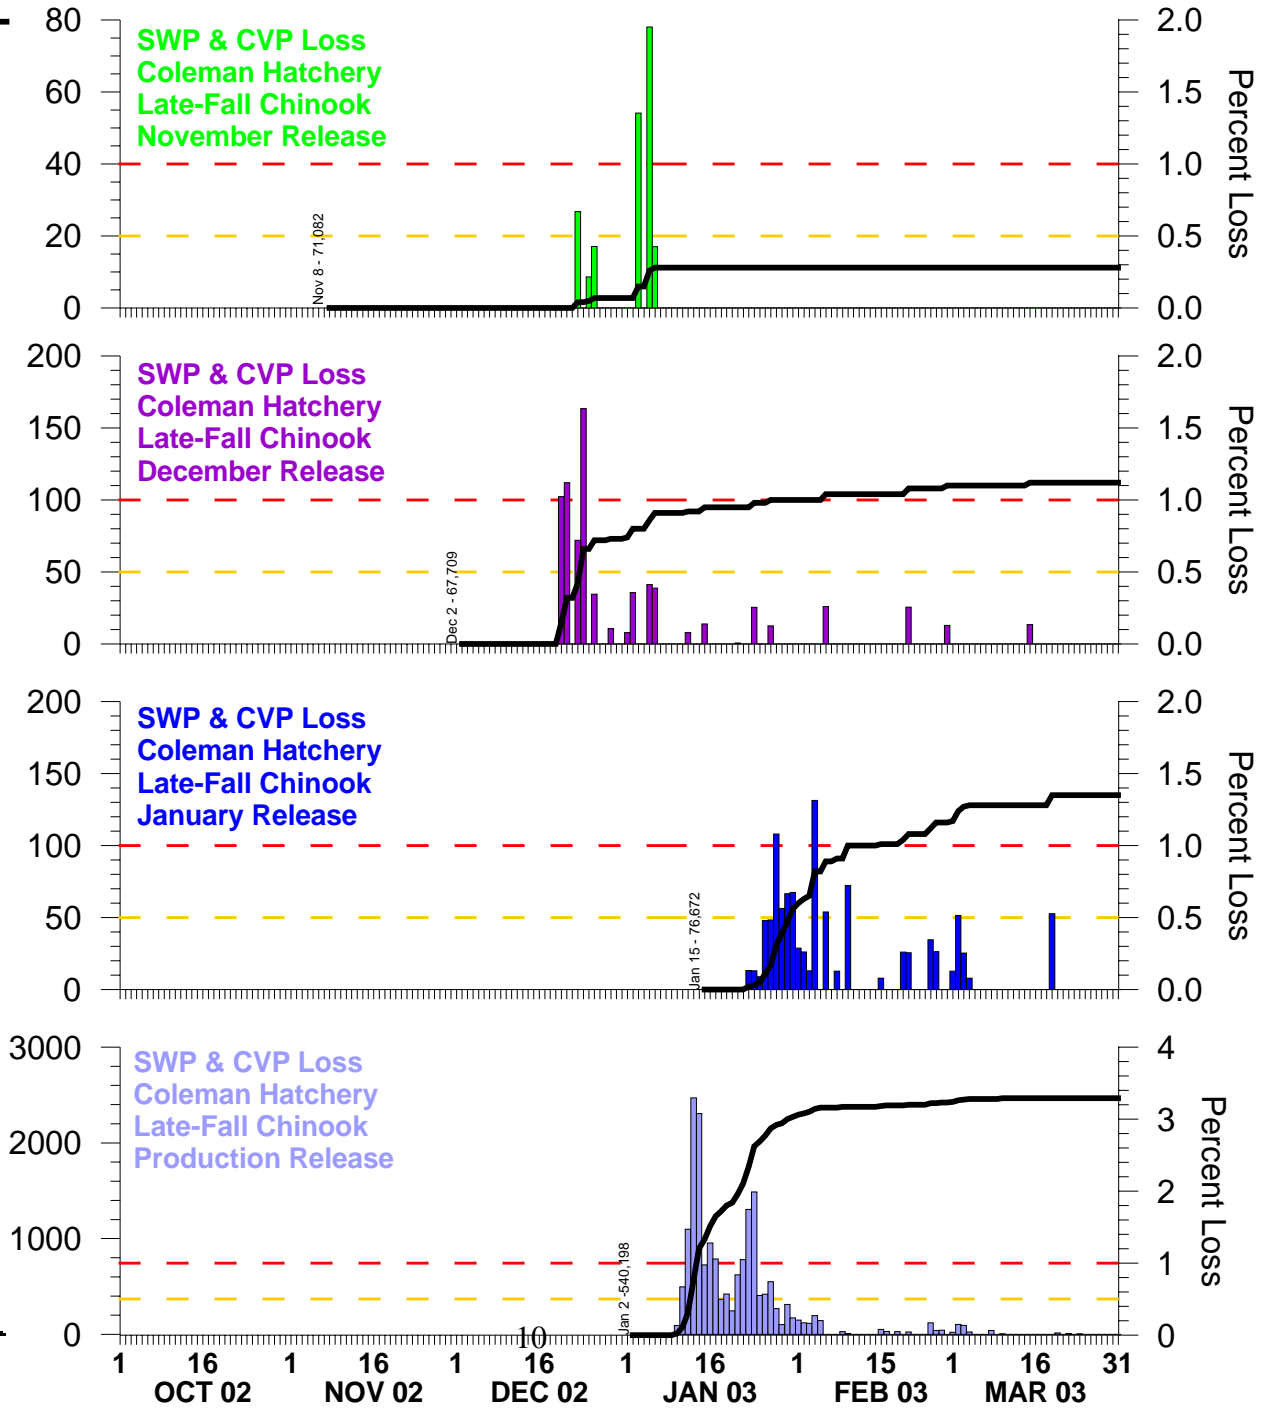 80
60
40
20
0
SWP & CVP Loss
Coleman Hatchery
Late-Fall Chinook
November Release
Nov 8 - 71,082
2.0
1.5
1.0
0.5
0.0
Percent Loss
200
150
100
50
0
SWP & CVP Loss
Coleman Hatchery
Late-Fall Chinook
December Release
Dec 2 - 67,709
2.0
1.5
1.0
0.5
0.0
Percent Loss
200
150
100
50
0
SWP & CVP Loss
Coleman Hatchery
Late-Fall Chinook
January Release
Jan 15 - 76,672
2.0
1.5
1.0
0.5
0.0
Percent Loss
3000
2000
1000
0
SWP & CVP Loss
Coleman Hatchery
Late-Fall Chinook
Production Release
Jan 2 -540,198
4
3
2
1
0
Percent Loss
10
1 16 1 16 1 16 1 16 1 15 1 16 31
OCT 02 NOV 02 DEC 02 JAN 03 FEB 03 MAR 03